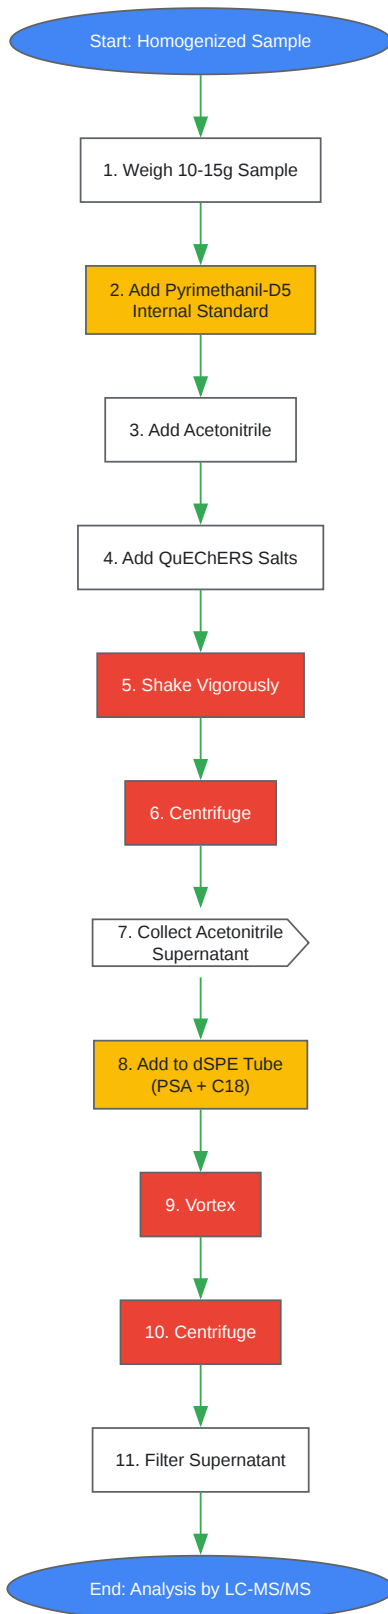 Start: Homogenized Sample
1. Weigh 10-15g Sample
2. Add Pyrimethanil-D5
Internal Standard
3. Add Acetonitrile
4. Add QuEChERS Salts
5. Shake Vigorously
6. Centrifuge
7. Collect Acetonitrile
Supernatant
8. Add to dSPE Tube
(PSA + C18)
9. Vortex
10. Centrifuge
11. Filter Supernatant
End: Analysis by LC-MS/MS